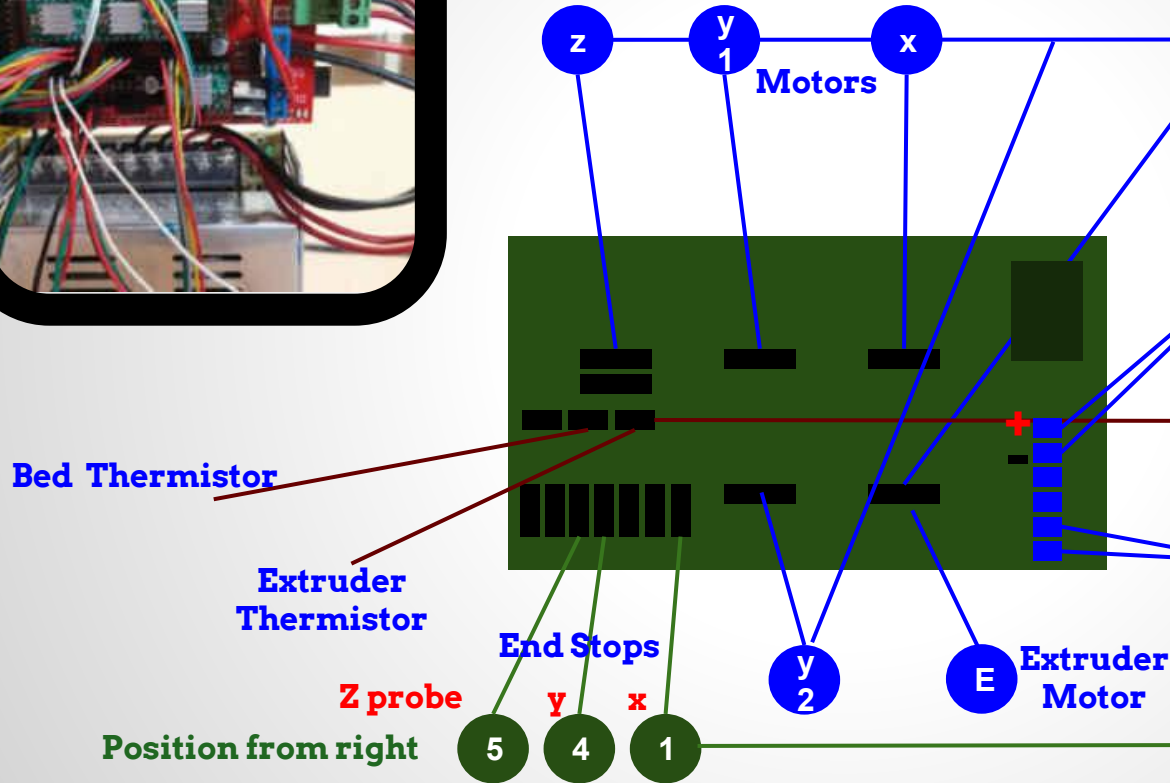 z
y
1
x
Motors
+
-
Bed Thermistor
Extruder
Thermistor
End Stops
Z probe
y
x
Position from right
5
4
1
y
2
E
Extruder
Motor